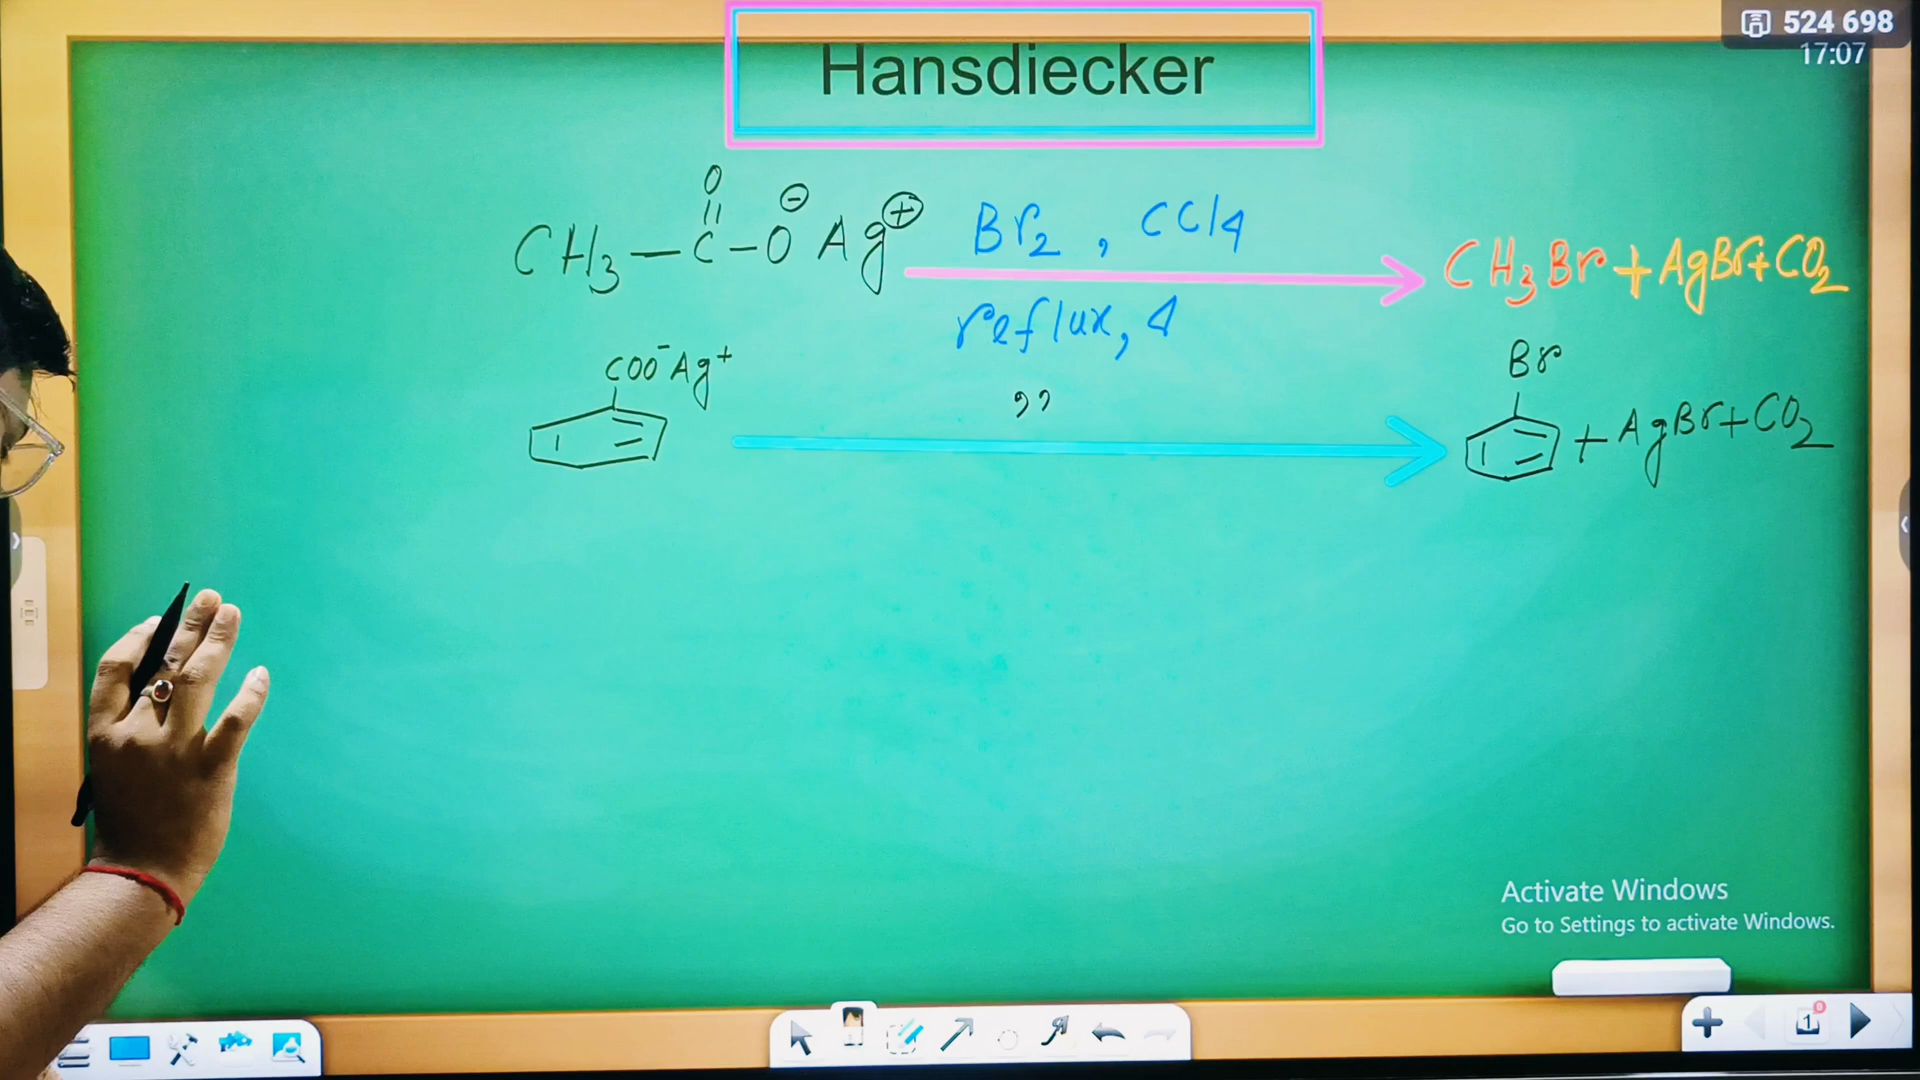 524 698
17:07
Hansdiecker
O
||
CH3—C—O⊖ Ag⊕ Br2 , CCl4 CH3Br + AgBr + CO2
reflux, Δ
COO⁻Ag⁺ ,, Br
+ AgBr + CO2
Activate Windows
Go to Settings to activate Windows.
1